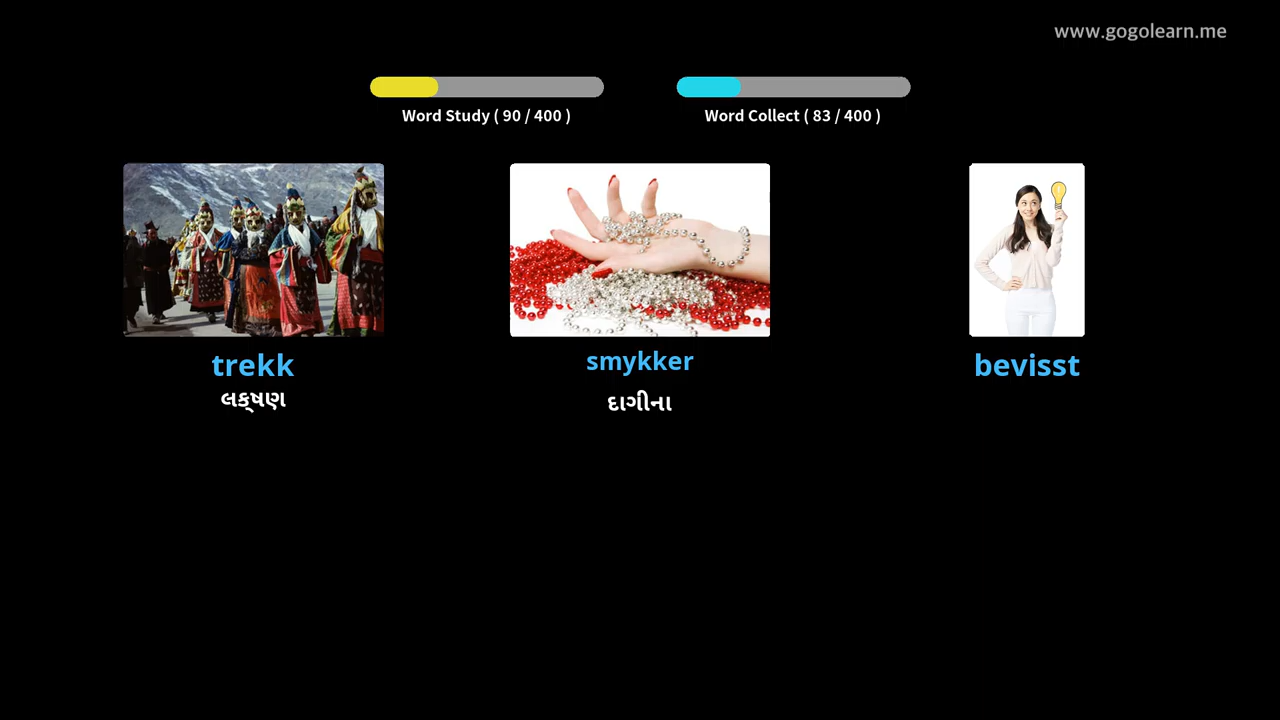 www.gogolearn.me
Word Study ( 90 / 400 )
Word Collect ( 83 / 400 )
trekk
લક્ષણ
smykker
દાગીના
bevisst